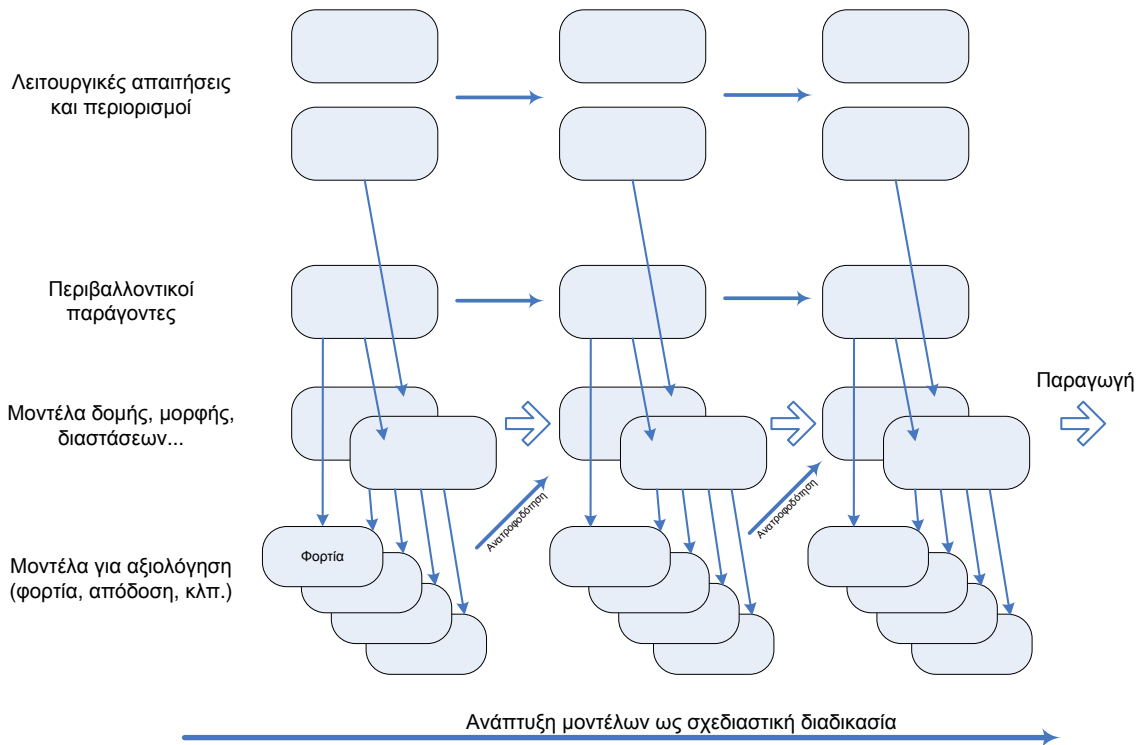 Λειτουργικές απαιτήσεις
και περιορισμοί
Περιβαλλοντικοί
παράγοντες
Παραγωγή
Μοντέλα δομής, μορφής,
διαστάσεων...
Ανατροφοδότηση
Ανατροφοδότηση
Φορτία
Μοντέλα για αξιολόγηση
(φορτία, απόδοση, κλπ.)
Ανάπτυξη μοντέλων ως σχεδιαστική διαδικασία